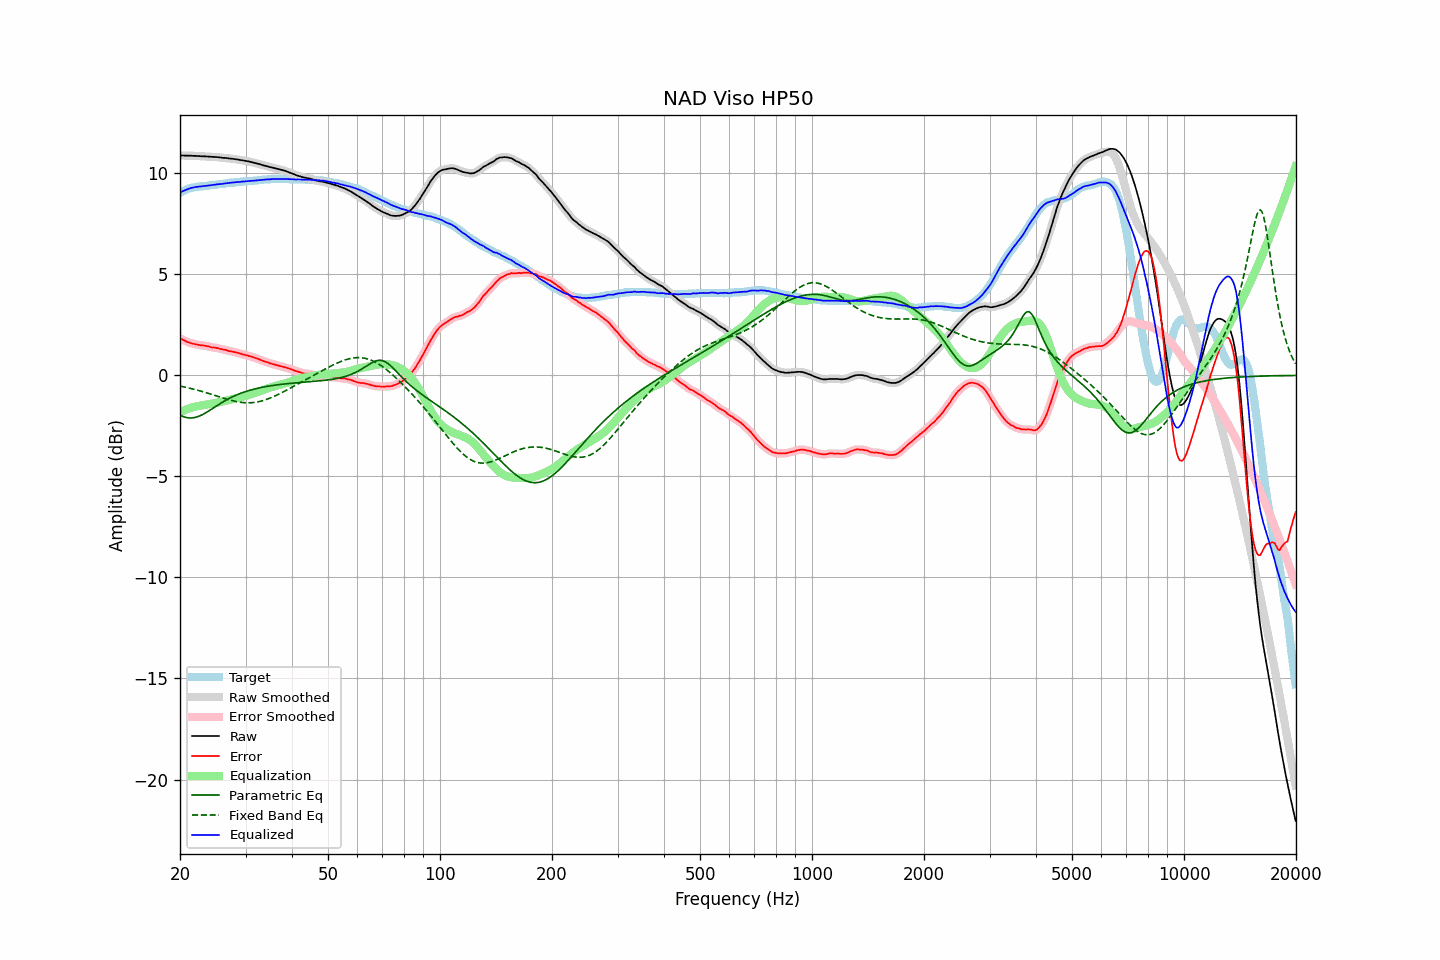 NAD Viso HP50
Amplitude (dBr)
10
5
0
−5
−10
−15
−20
Target
Raw Smoothed
Error Smoothed
Raw
Error
Equalization
Parametric Eq
Fixed Band Eq
Equalized
20 50 100 200 500 1000 2000 5000 10000 20000
Frequency (Hz)